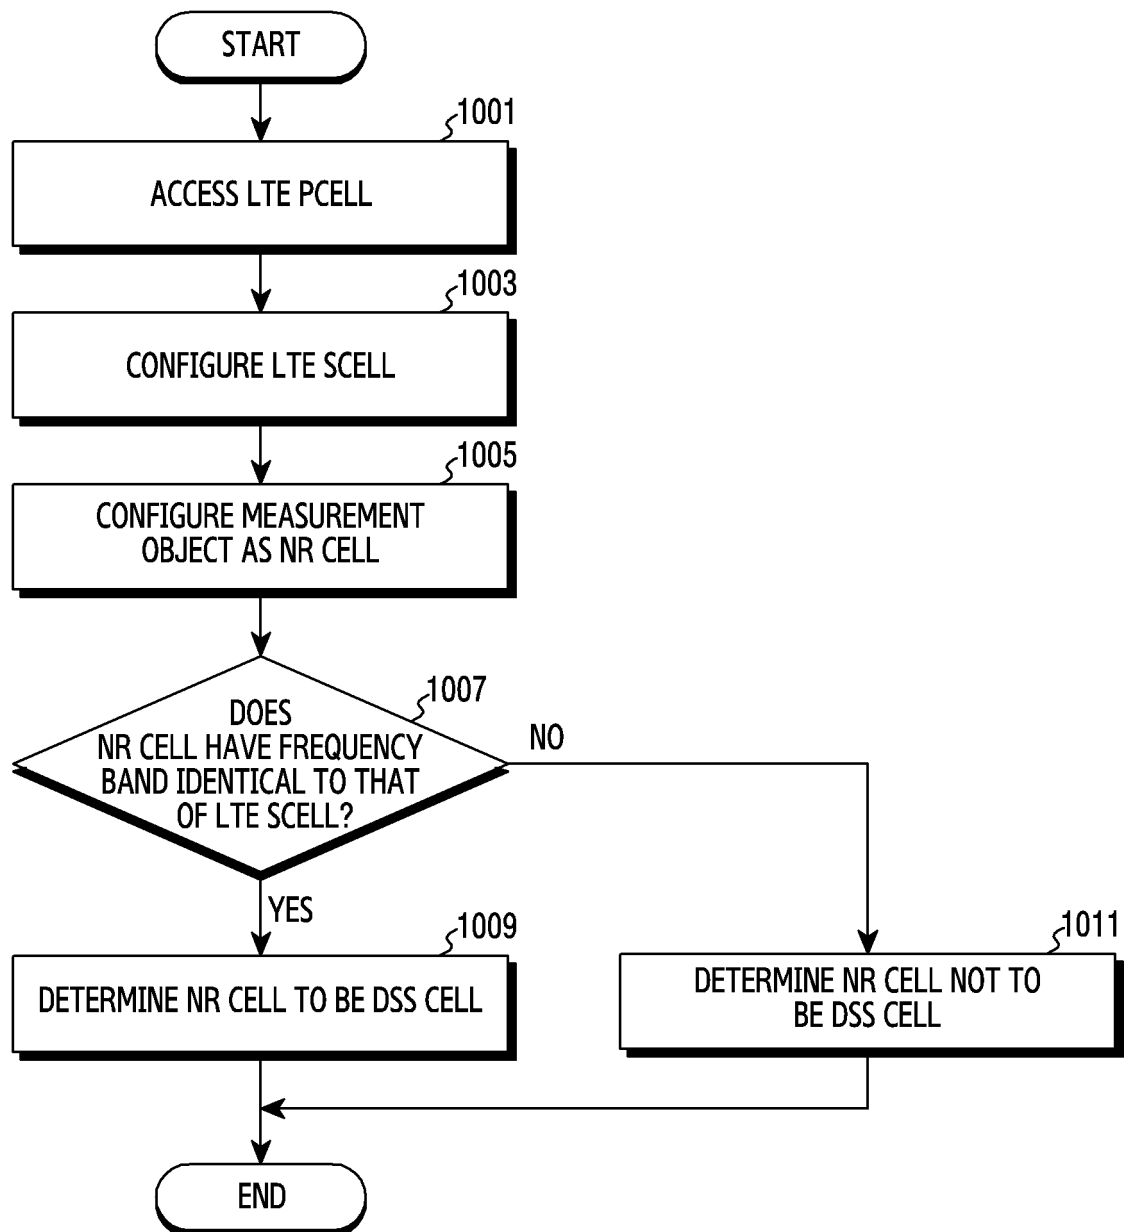 START
1001
ACCESS LTE PCELL
1003
CONFIGURE LTE SCELL
1005
CONFIGURE MEASUREMENT
OBJECT AS NR CELL
1007
DOES
NR CELL HAVE FREQUENCY
BAND IDENTICAL TO THAT
OF LTE SCELL?
NO
YES
1009
DETERMINE NR CELL TO BE DSS CELL
1011
DETERMINE NR CELL NOT TO
BE DSS CELL
END